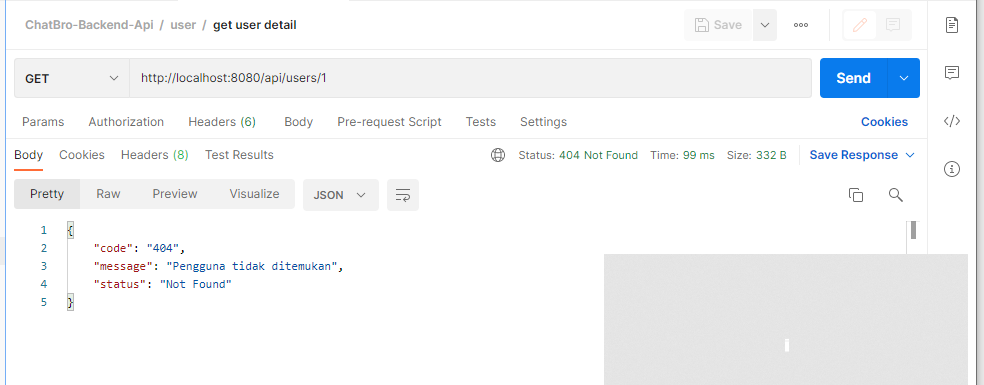 ChatBro-Backend-Api / user / get user detail
Save
GET http://localhost:8080/api/users/1 Send
Params Authorization Headers (6) Body Pre-request Script Tests Settings Cookies
Body Cookies Headers (8) Test Results Status: 404 Not Found Time: 99 ms Size: 332 B Save Response
Pretty Raw Preview Visualize JSON
1 {
2 "code": "404",
3 "message": "Pengguna tidak ditemukan",
4 "status": "Not Found"
5 }